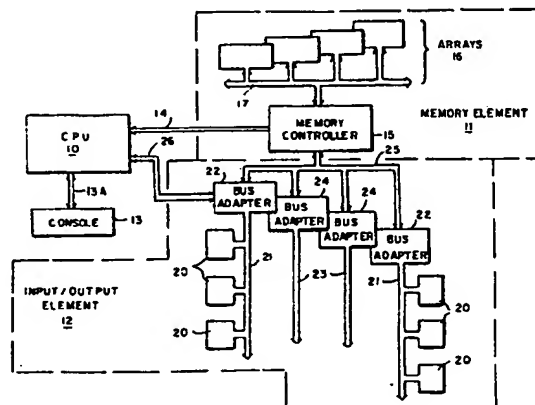 ARRAYS
16
17
14
CPU
10
MEMORY
CONTROLLER
15
MEMORY ELEMENT
11
26
25
13A
CONSOLE
13
22
BUS
ADAPTER
24
BUS
ADAPTER
24
BUS
ADAPTER
22
BUS
ADAPTER
20
21
23
21
20
20
20
INPUT/OUTPUT
ELEMENT
12